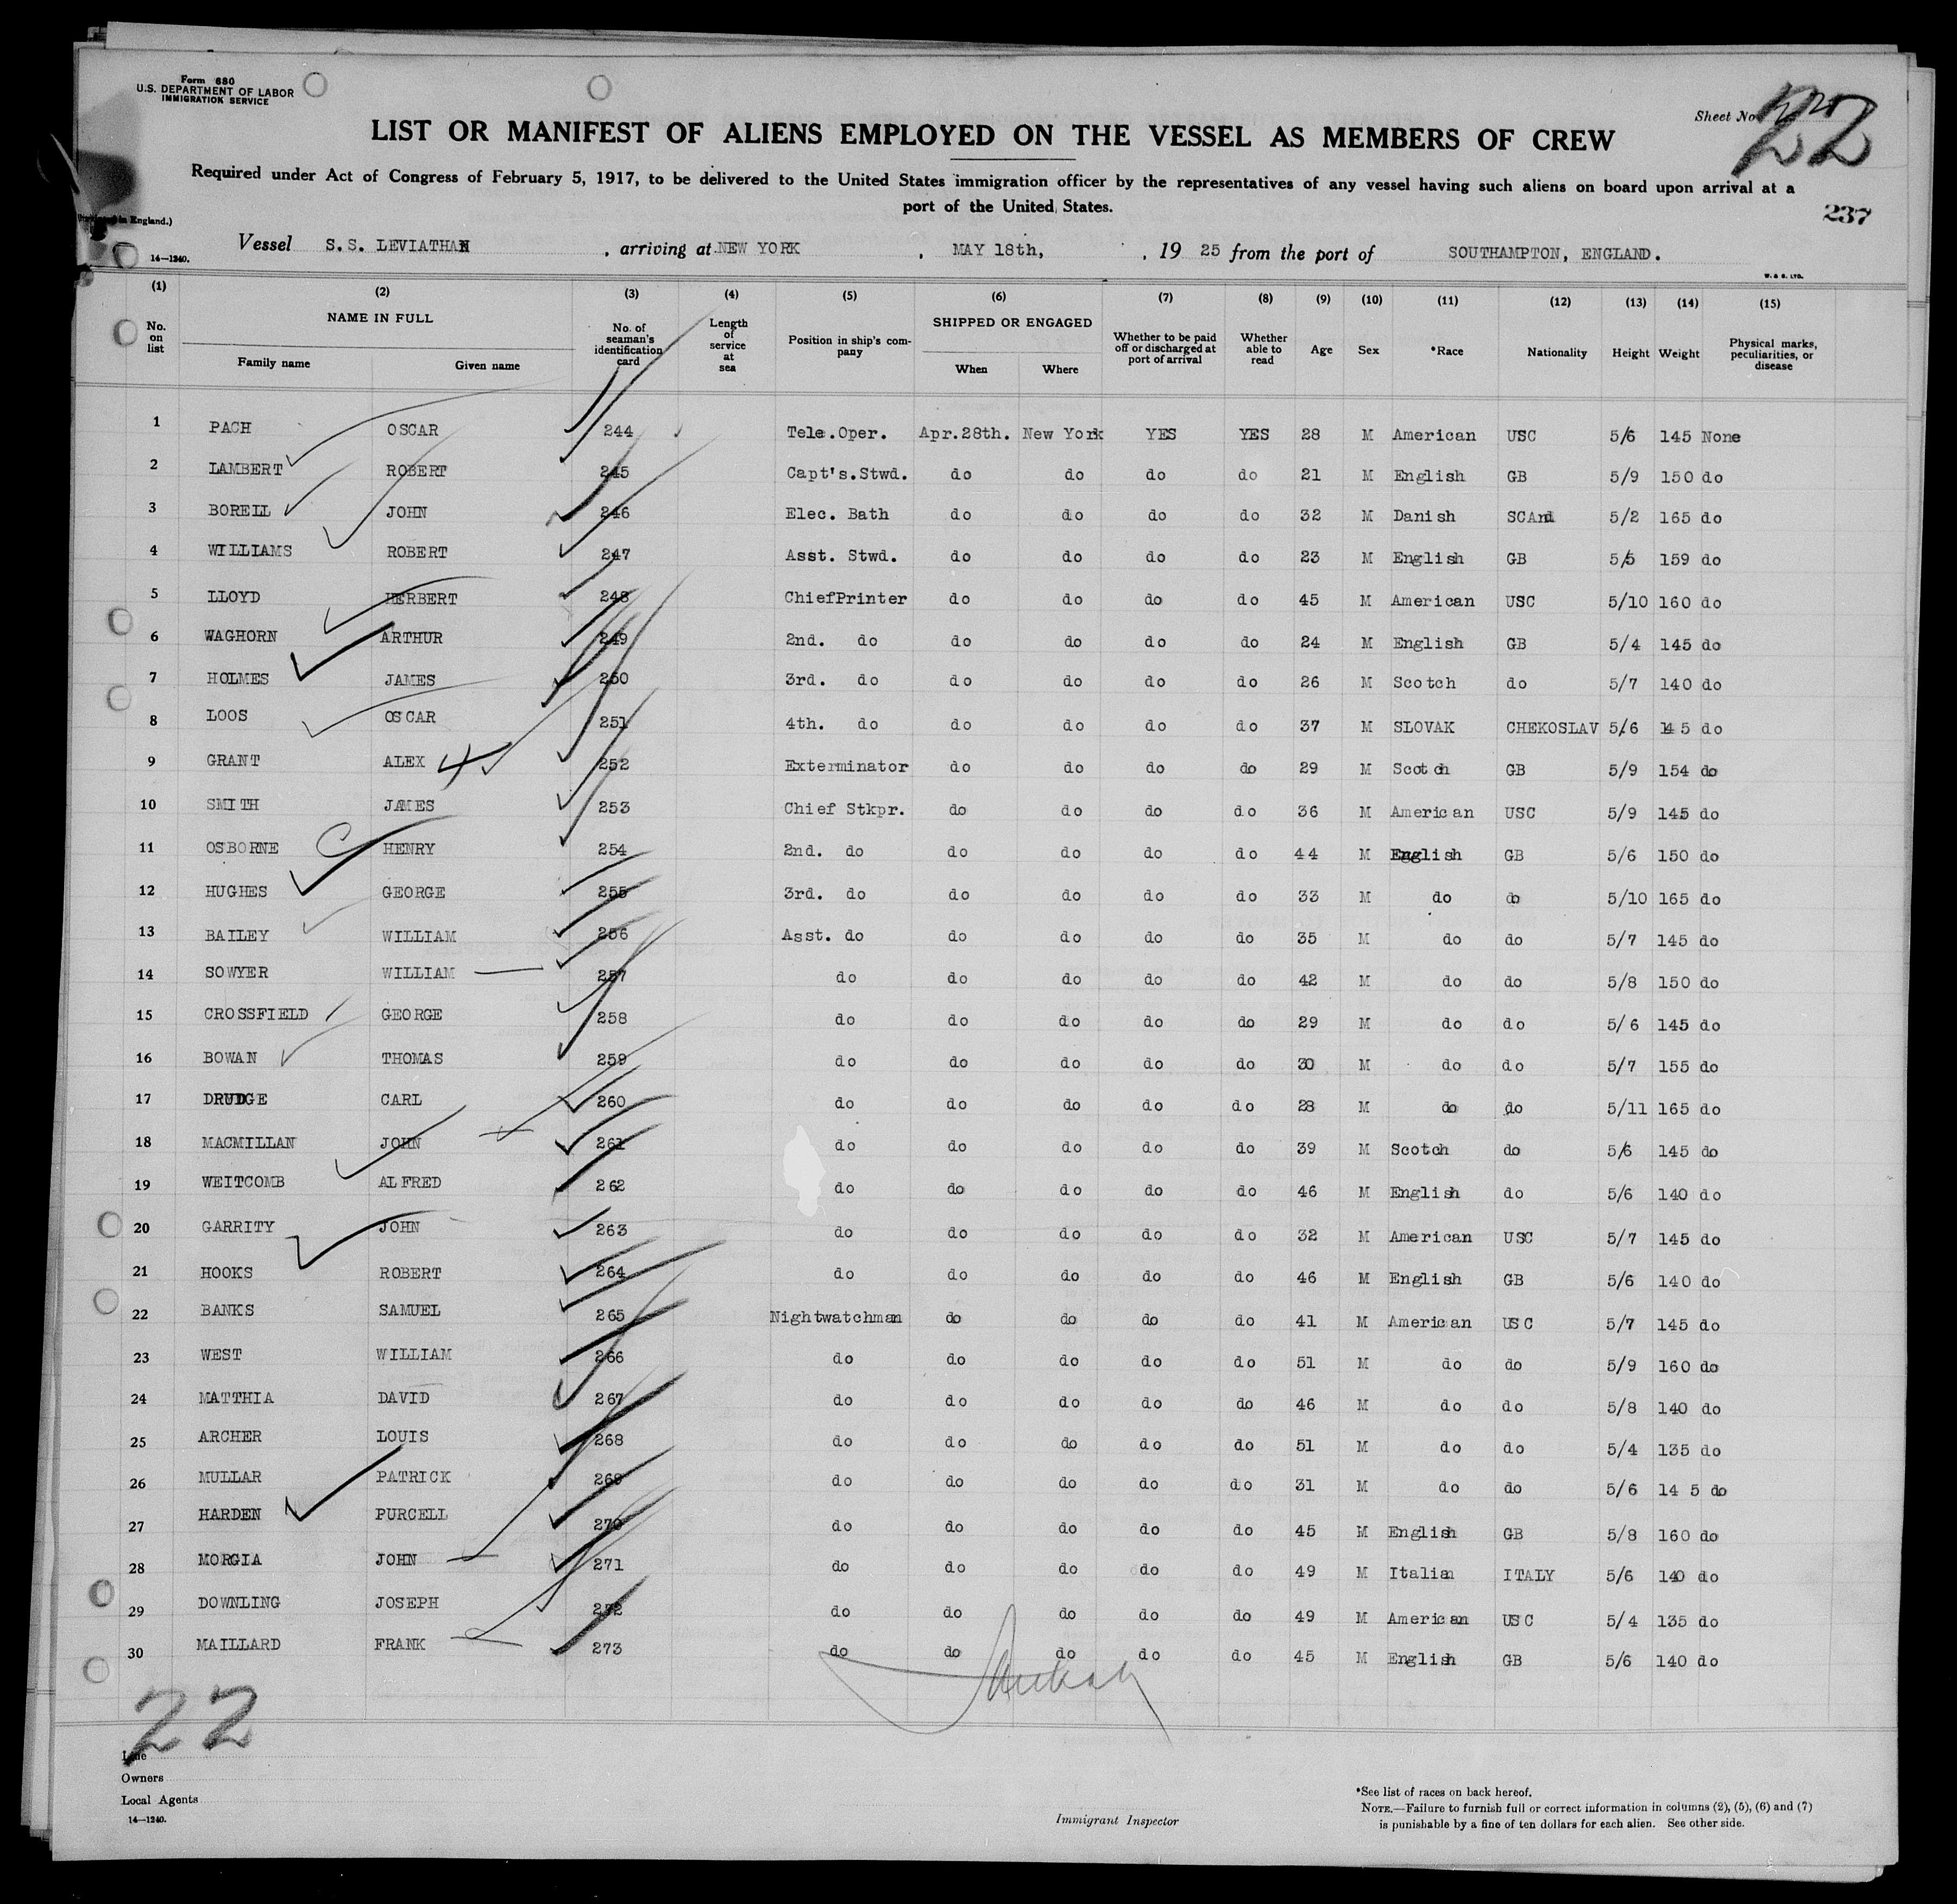 Form 680
U.S. DEPARTMENT OF LABOR
IMMIGRATION SERVICE
Sheet No. 22
LIST OR MANIFEST OF ALIENS EMPLOYED ON THE VESSEL AS MEMBERS OF CREW
Required under Act of Congress of February 5, 1917, to be delivered to the United States immigration officer by the representatives of any vessel having such aliens on board upon arrival at a
port of the United States.
in England.)
237
Vessel S.S. LEVIATHAN, arriving at NEW YORK, MAY 18th, , 19 25 from the port of SOUTHAMPTON, ENGLAND.
14—1240.
W. & S. LTD.
(1) (2) (3) (4) (5) (6) (7) (8) (9) (10) (11) (12) (13) (14) (15)
No. on list NAME IN FULL Family name Given name No. of seaman's identification card Length of service at sea Position in ship's company SHIPPED OR ENGAGED When Where Whether to be paid off or discharged at port of arrival Whether able to read Age Sex *Race Nationality Height Weight Physical marks, peculiarities, or disease
1 PACH OSCAR 244 Tele.Oper. Apr.28th. New York YES YES 28 M American USC 5/6 145 None
2 LAMBERT ROBERT 245 Capt's.Stwd. do do do do 21 M English GB 5/9 150 do
3 BORELL JOHN 246 Elec. Bath do do do do 32 M Danish SCAnd 5/2 165 do
4 WILLIAMS ROBERT 247 Asst. Stwd. do do do do 23 M English GB 5/5 159 do
5 LLOYD HERBERT 248 ChiefPrinter do do do do 45 M American USC 5/10 160 do
6 WAGHORN ARTHUR 249 2nd. do do do do do 24 M English GB 5/4 145 do
7 HOLMES JAMES 250 3rd. do do do do do 26 M Scotch do 5/7 140 do
8 LOOS OSCAR 251 4th. do do do do do 37 M SLOVAK CHEKOSLAV 5/6 145 do
9 GRANT ALEX 252 Exterminator do do do do 29 M Scotch GB 5/9 154 do
10 SMITH JAMES 253 Chief Stkpr. do do do do 36 M American USC 5/9 145 do
11 OSBORNE HENRY 254 2nd. do do do do do 44 M English GB 5/6 150 do
12 HUGHES GEORGE 255 3rd. do do do do do 33 M do do 5/10 165 do
13 BAILEY WILLIAM 256 Asst. do do do do do 35 M do do 5/7 145 do
14 SOWYER WILLIAM 257 do do do do do 42 M do do 5/8 150 do
15 CROSSFIELD GEORGE 258 do do do do do 29 M do do 5/6 145 do
16 BOWAN THOMAS 259 do do do do do 30 M do do 5/7 155 do
17 DRUDGE CARL 260 do do do do do 28 M do do 5/11 165 do
18 MACMILLAN JOHN 261 do do do do do 39 M Scotch do 5/6 145 do
19 WEITCOMB ALFRED 262 do do do do do 46 M English do 5/6 140 do
20 GARRITY JOHN 263 do do do do do 32 M American USC 5/7 145 do
21 HOOKS ROBERT 264 do do do do do 46 M English GB 5/6 140 do
22 BANKS SAMUEL 265 Nightwatchman do do do do 41 M American USC 5/7 145 do
23 WEST WILLIAM 266 do do do do do 51 M do do 5/9 160 do
24 MATTHIA DAVID 267 do do do do do 46 M do do 5/8 140 do
25 ARCHER LOUIS 268 do do do do do 51 M do do 5/4 135 do
26 MULLAR PATRICK 269 do do do do do 31 M do do 5/6 145 do
27 HARDEN PURCELL 270 do do do do do 45 M English GB 5/8 160 do
28 MORGIA JOHN 271 do do do do do 49 M Italian ITALY 5/6 140 do
29 DOWNLING JOSEPH 272 do do do do do 49 M American USC 5/4 135 do
30 MAILLARD FRANK 273 do do do do do 45 M English GB 5/6 140 do
22
Line
Owners
Local Agents
14—1240.
Immigrant Inspector
*See list of races on back hereof.
NOTE.—Failure to furnish full or correct information in columns (2), (5), (6) and (7)
is punishable by a fine of ten dollars for each alien. See other side.